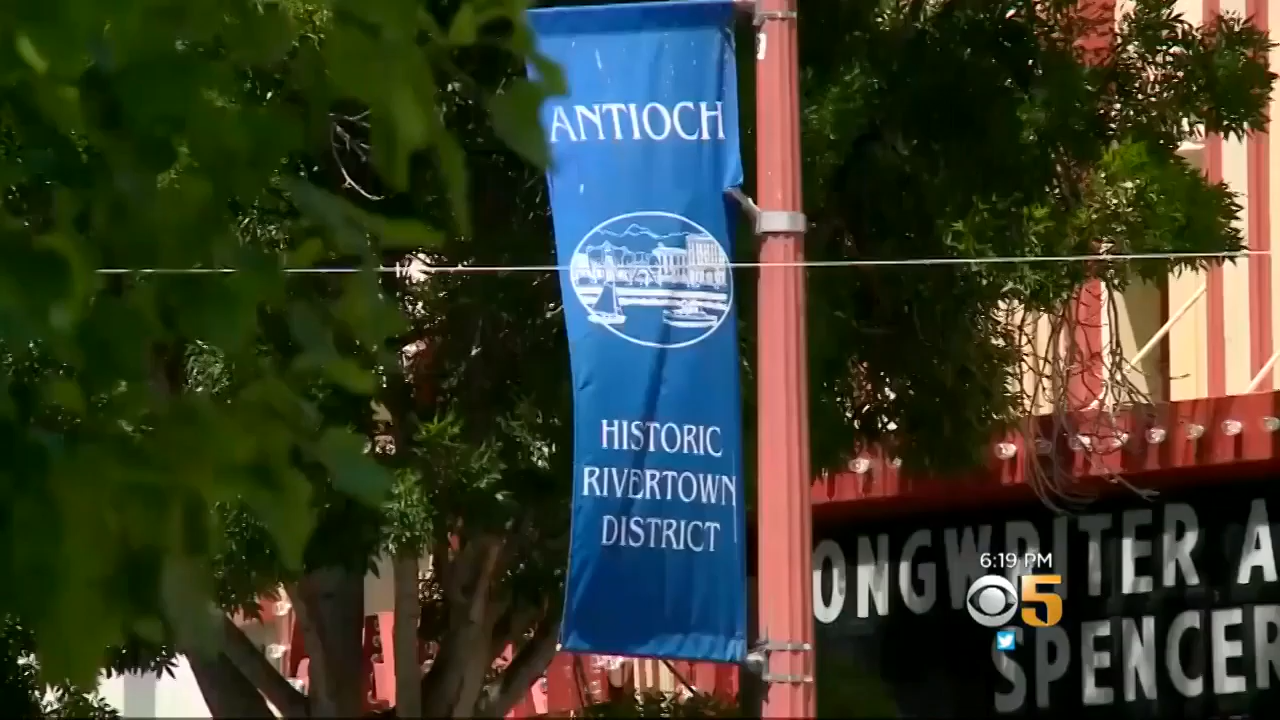 ANTIOCH
HISTORIC
RIVERTOWN
DISTRICT
ONGWRITER A
SPENCER
6:19 PM
5